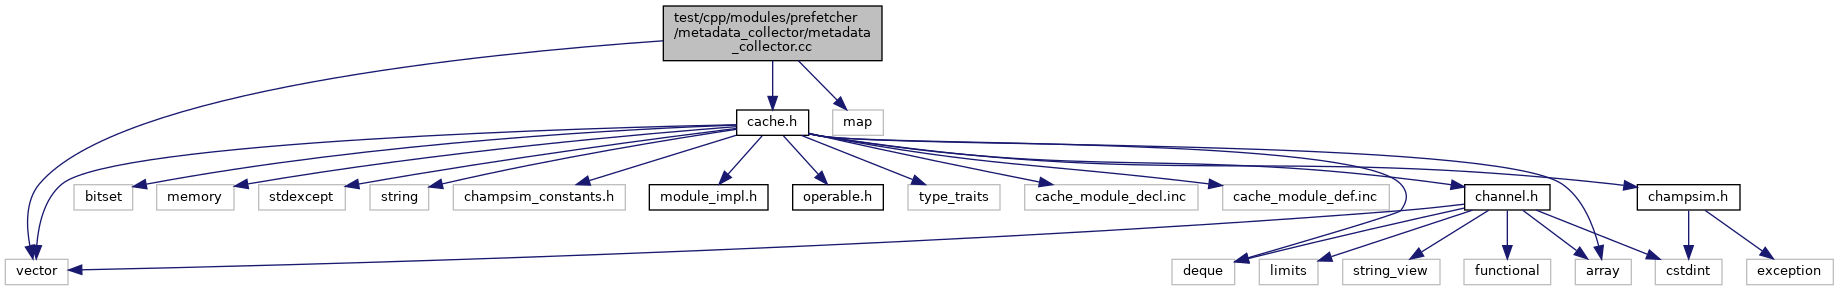 test/cpp/modules/prefetcher
/metadata_collector/metadata
_collector.cc
cache.h
map
bitset
memory
stdexcept
string
champsim_constants.h
module_impl.h
operable.h
type_traits
cache_module_decl.inc
cache_module_def.inc
channel.h
champsim.h
vector
deque
limits
string_view
functional
array
cstdint
exception